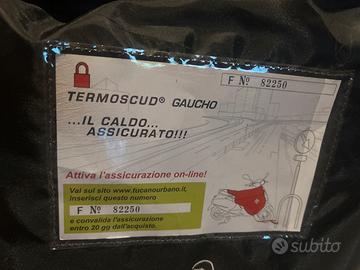 F Nº 82250
TERMOSCUD® GAUCHO
...IL CALDO...
ASSICURATO!!!
Attiva l'assicurazione on-line!
Vai sul sito www.tucanourbano.it,
inserisci questo numero
F Nº 82250
e convalida l'assicurazione
entro 20 gg dall'acquisto.
subito